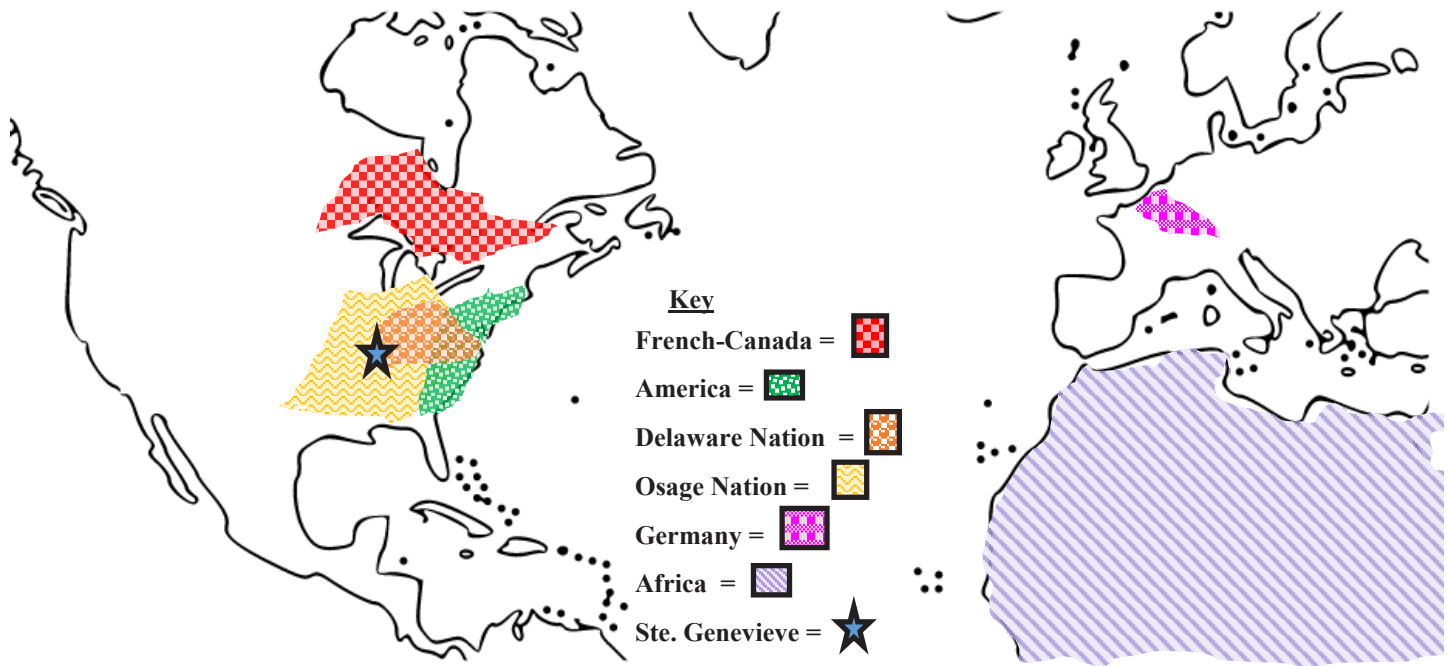 Key
French-Canada =
America =
Delaware Nation =
Osage Nation =
Germany =
Africa =
Ste. Genevieve =